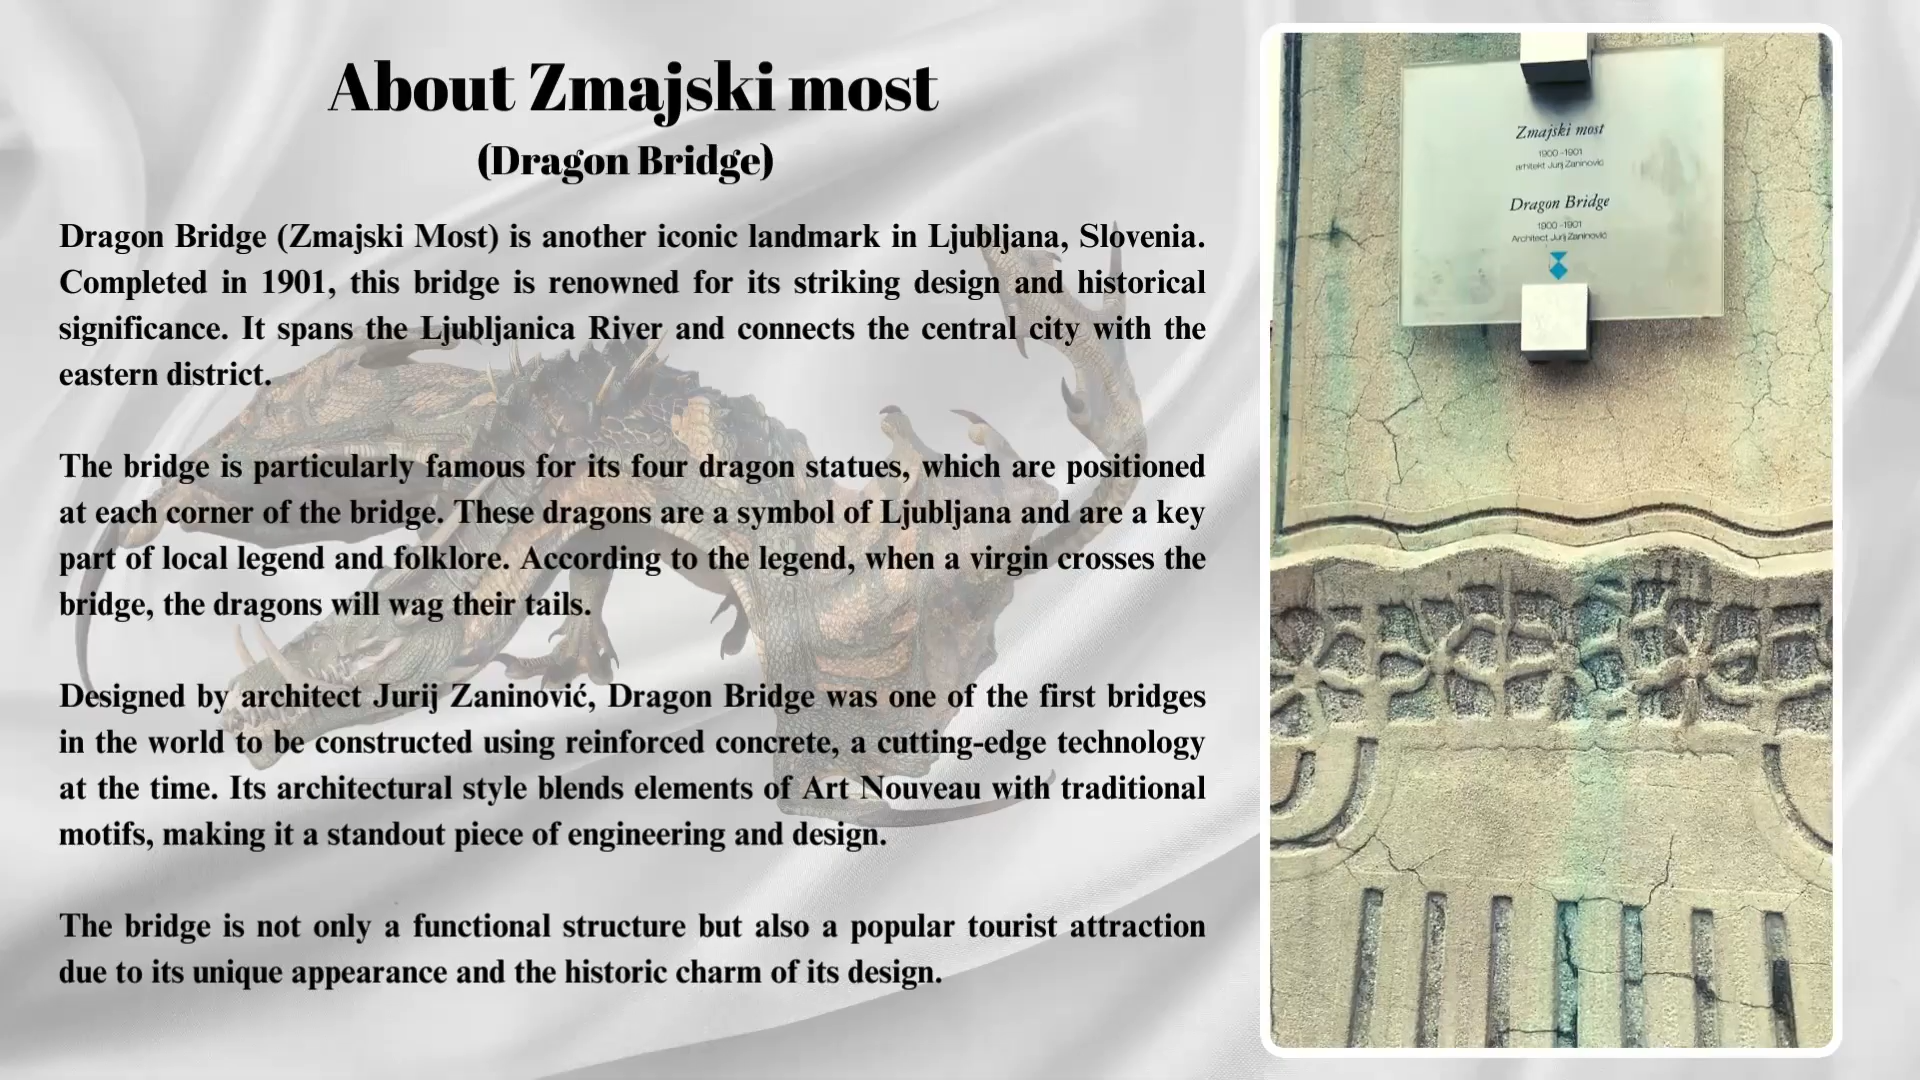 About Zmajski most
(Dragon Bridge)
Dragon Bridge (Zmajski Most) is another iconic landmark in Ljubljana, Slovenia.
Completed in 1901, this bridge is renowned for its striking design and historical
significance. It spans the Ljubljanica River and connects the central city with the
eastern district.
The bridge is particularly famous for its four dragon statues, which are positioned
at each corner of the bridge. These dragons are a symbol of Ljubljana and are a key
part of local legend and folklore. According to the legend, when a virgin crosses the
bridge, the dragons will wag their tails.
Designed by architect Jurij Zaninović, Dragon Bridge was one of the first bridges
in the world to be constructed using reinforced concrete, a cutting-edge technology
at the time. Its architectural style blends elements of Art Nouveau with traditional
motifs, making it a standout piece of engineering and design.
The bridge is not only a functional structure but also a popular tourist attraction
due to its unique appearance and the historic charm of its design.
Zmajski most
1900 -1901
arhitekt Jurij Zaninović
Dragon Bridge
1900 -1901
Architect Jurij Zaninović